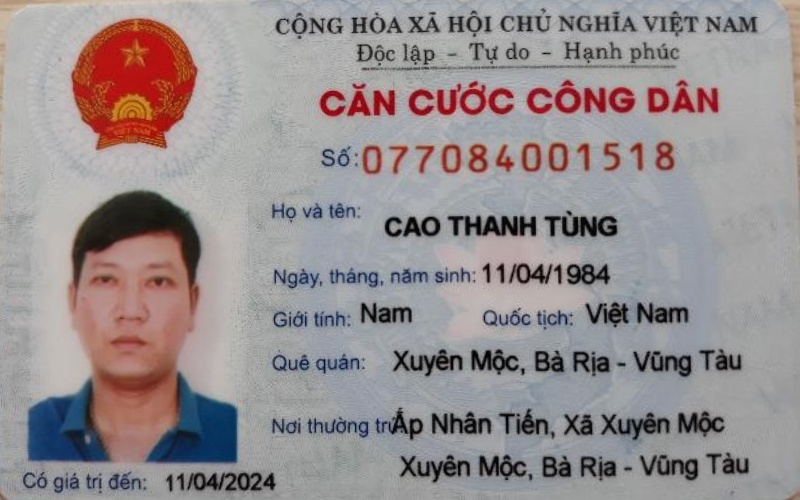 CỘNG HÒA XÃ HỘI CHỦ NGHĨA VIỆT NAM
Độc lập - Tự do - Hạnh phúc
CĂN CƯỚC CÔNG DÂN
Số: 077084001518
Họ và tên: CAO THANH TÙNG
Ngày, tháng, năm sinh: 11/04/1984
Giới tính: Nam Quốc tịch: Việt Nam
Quê quán: Xuyên Mộc, Bà Rịa - Vũng Tàu
Nơi thường trú: Ấp Nhân Tiến, Xã Xuyên Mộc
Xuyên Mộc, Bà Rịa - Vũng Tàu
Có giá trị đến: 11/04/2024
VIỆT NAM